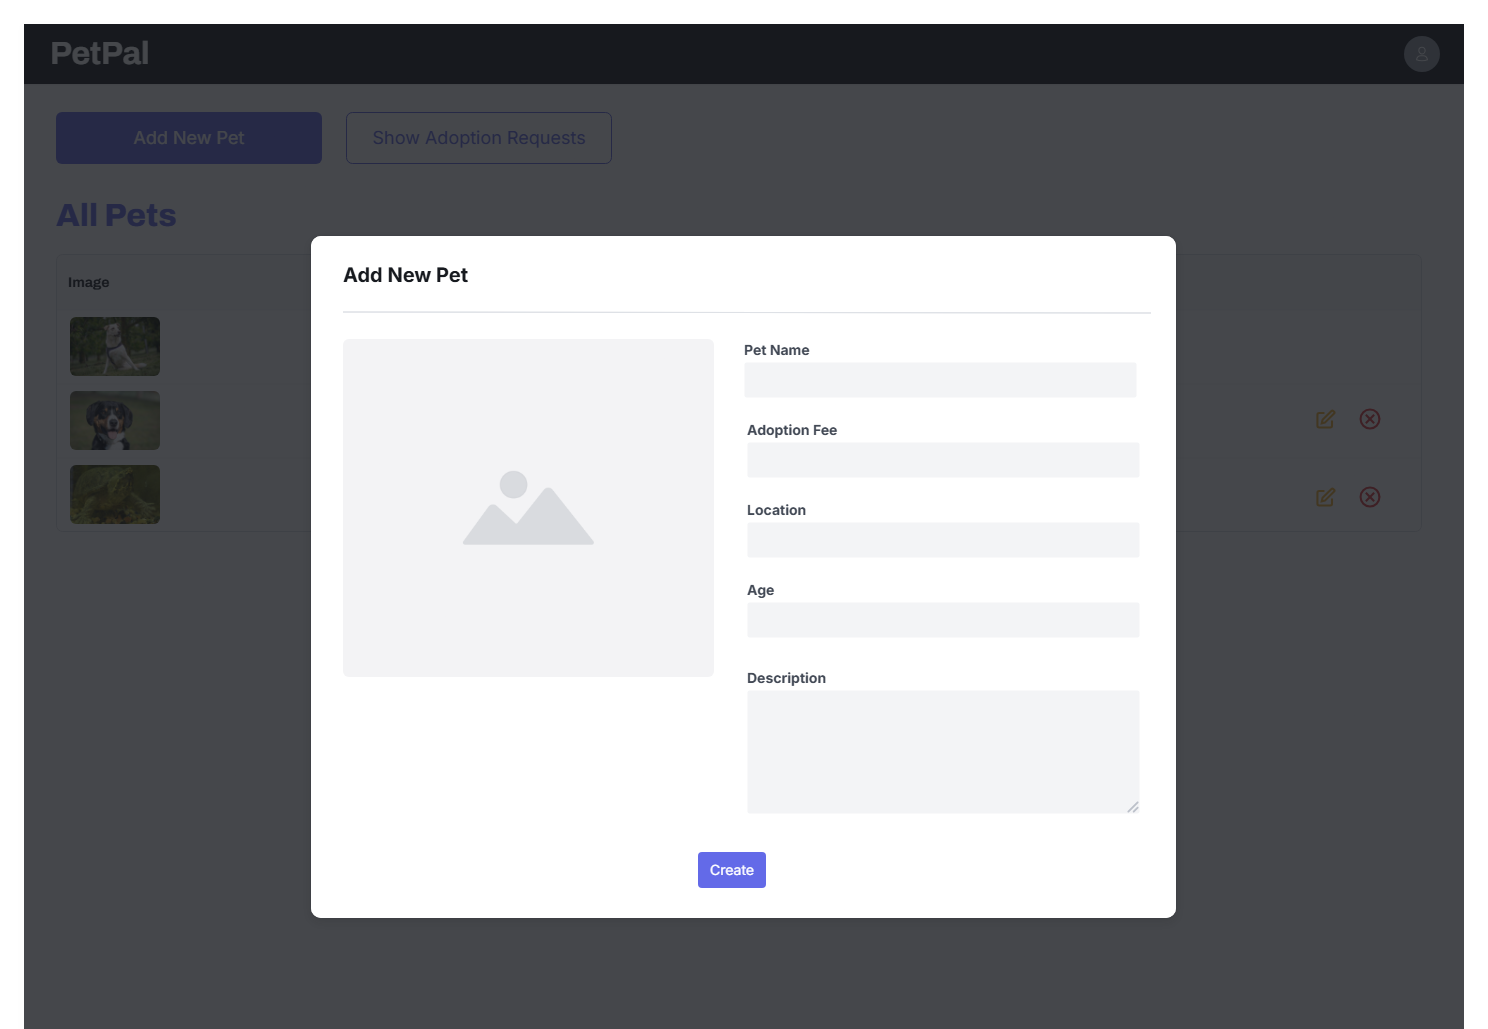 PetPal
Add New Pet
Show Adoption Requests
All Pets
Image
Add New Pet
Pet Name
Adoption Fee
Location
Age
Description
Create